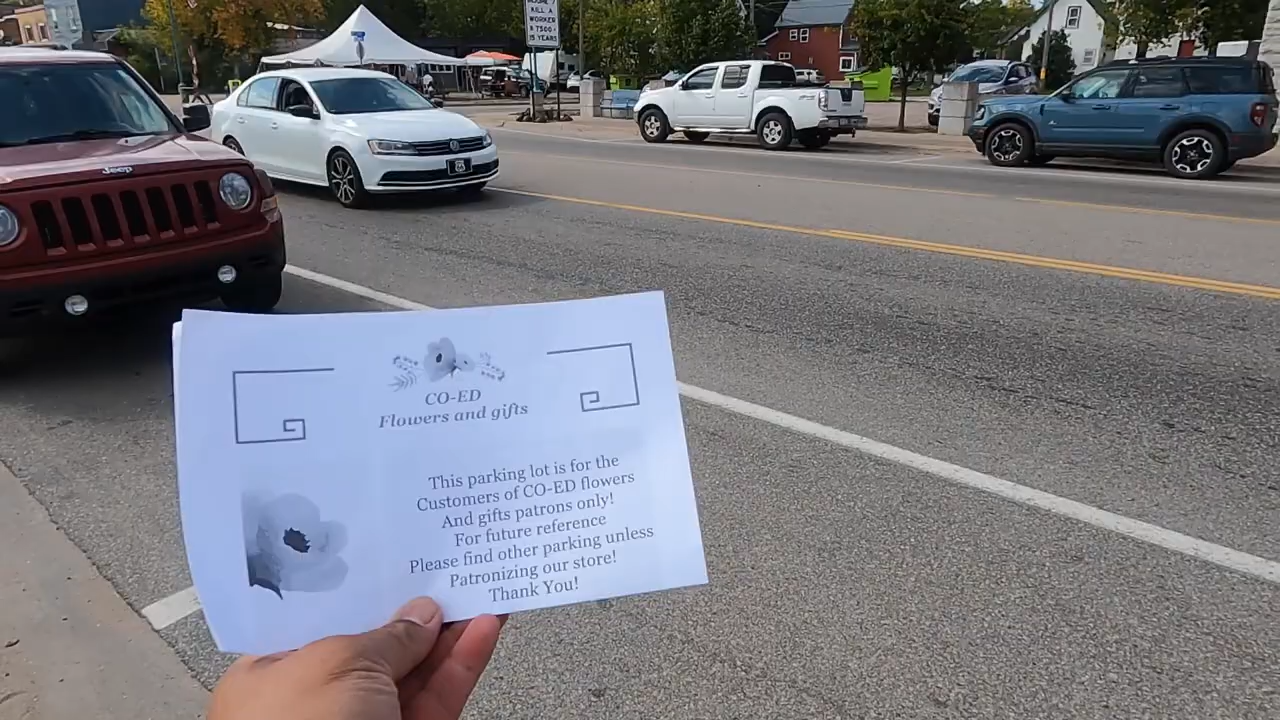 KILL A
WORKER
$ 7500
15 YEARS
Jeep
CO-ED
Flowers and gifts
This parking lot is for the
Customers of CO-ED flowers
And gifts patrons only!
For future reference
Please find other parking unless
Patronizing our store!
Thank You!